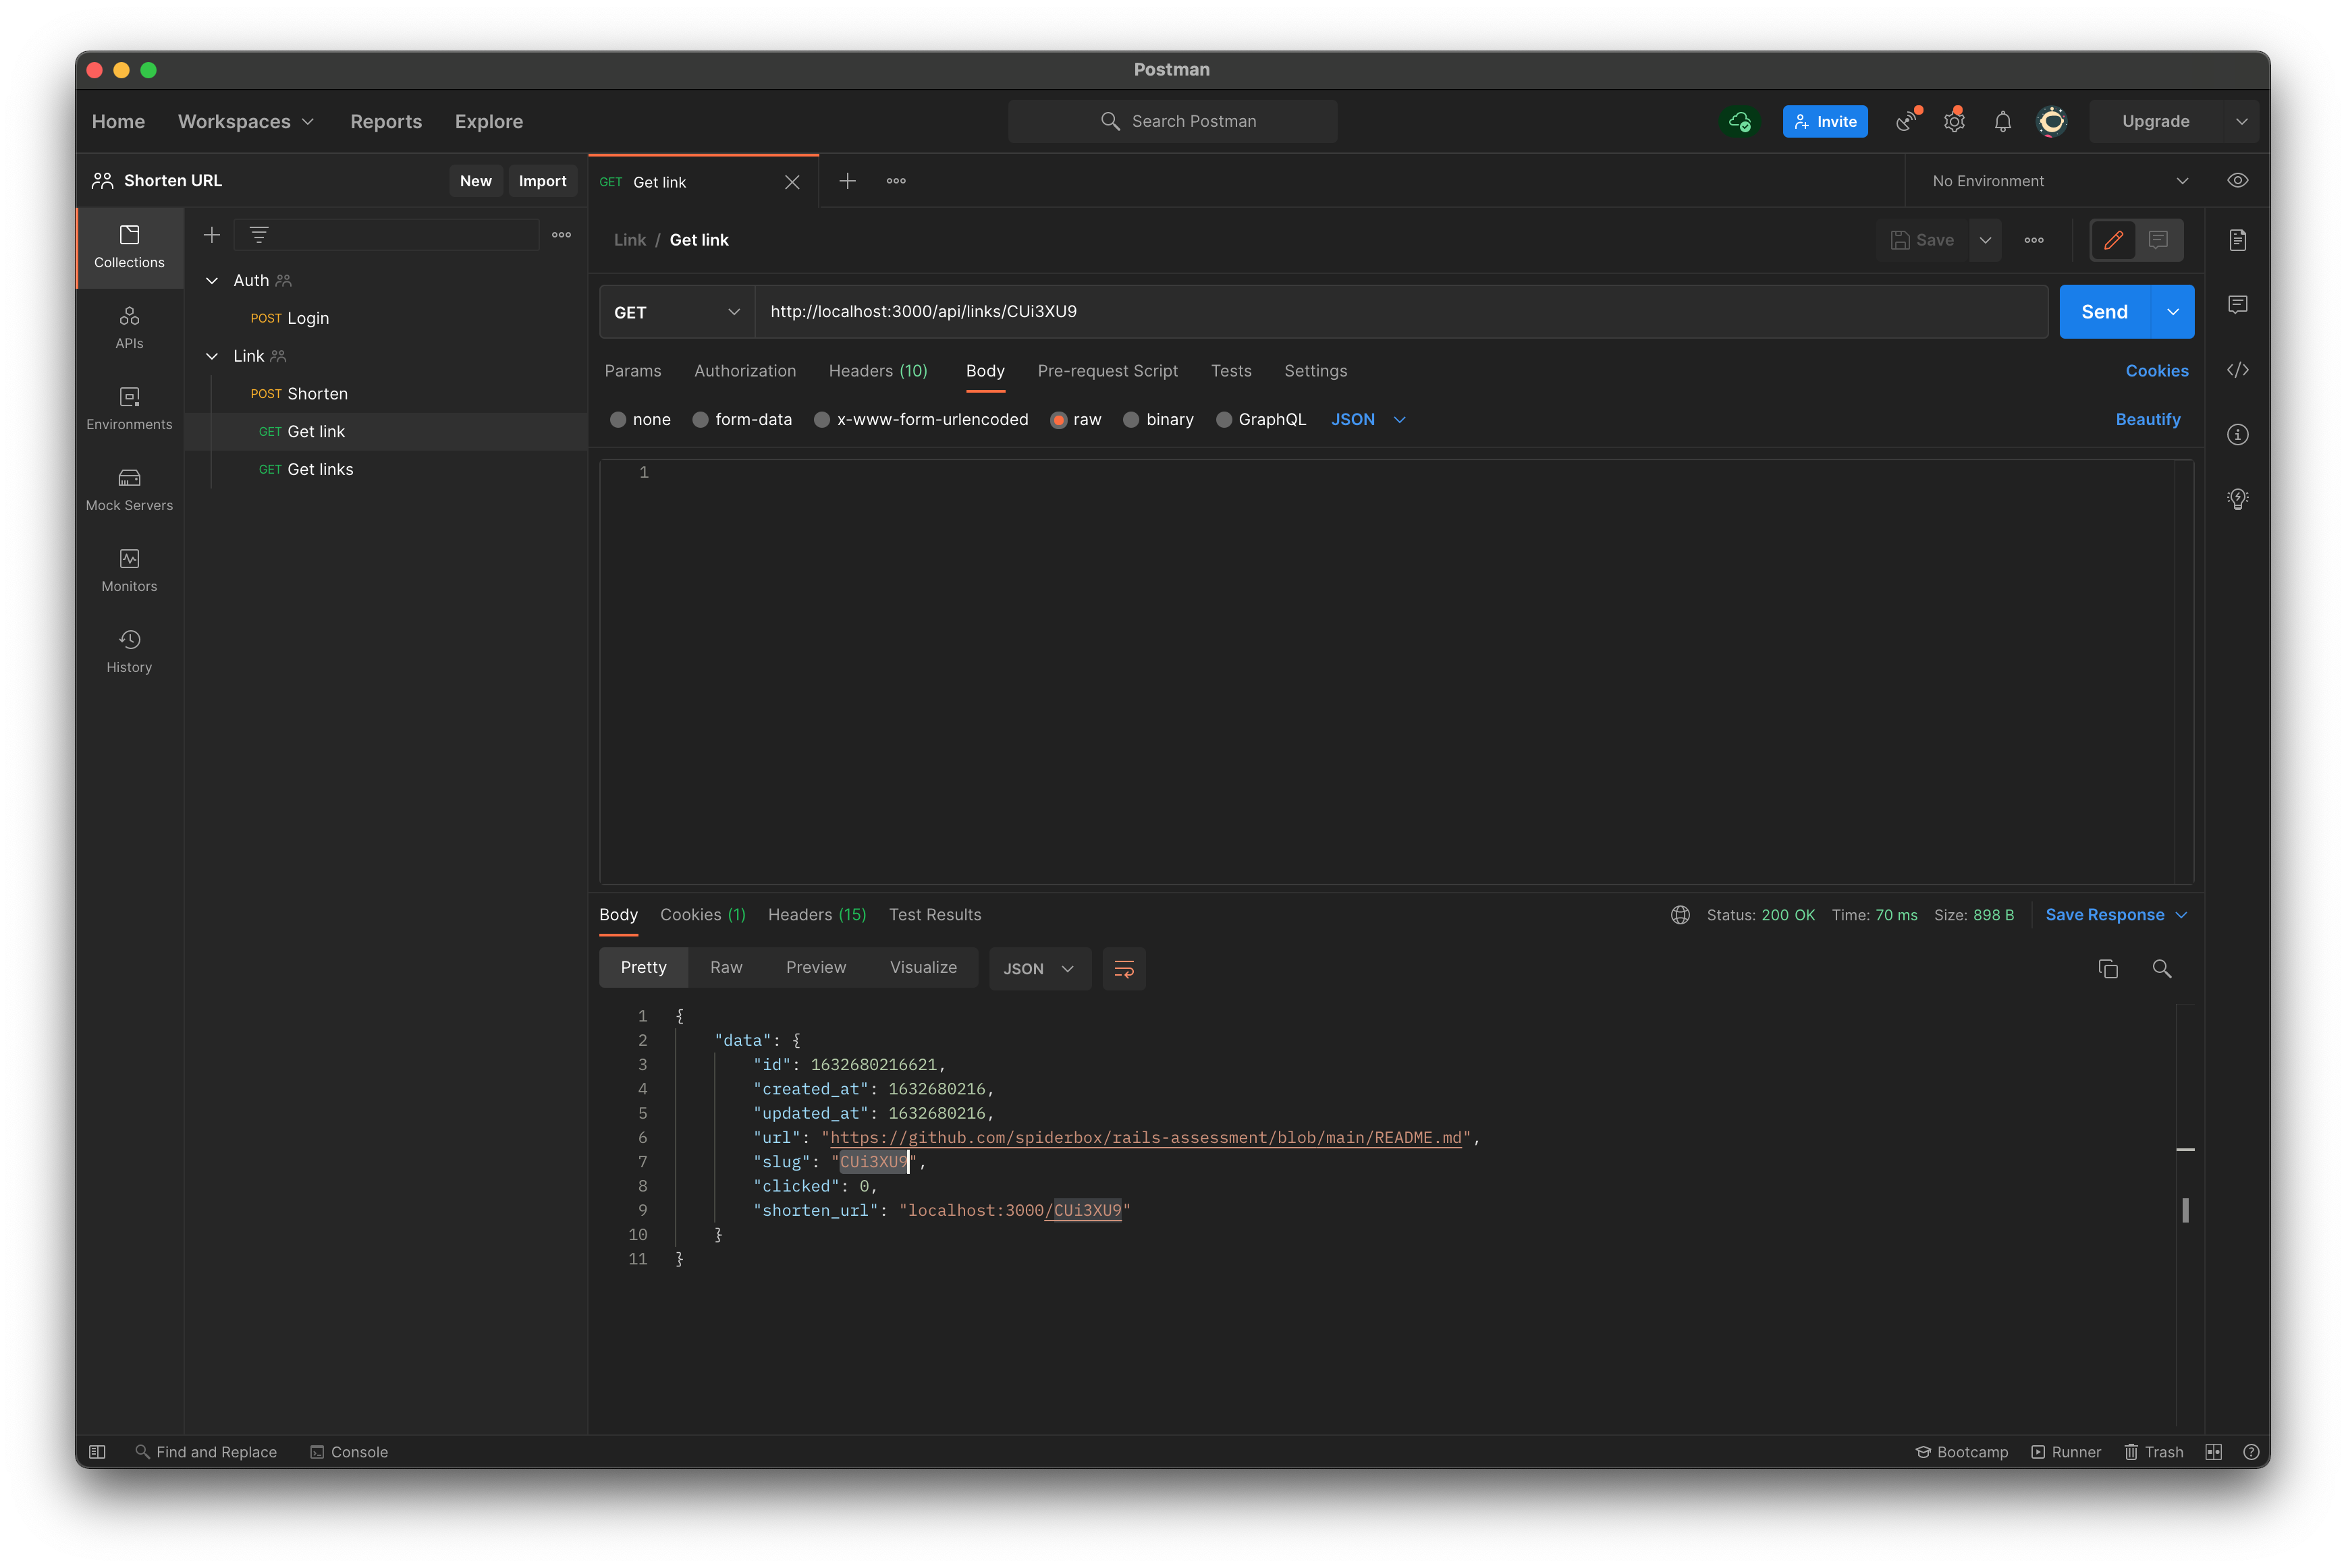 Postman
Home Workspaces Reports Explore Search Postman Invite Upgrade
Shorten URL New Import GET Get link No Environment
Collections
APIs
Environments
Mock Servers
Monitors
History
Auth
POST Login
Link
POST Shorten
GET Get link
GET Get links
Link / Get link Save
GET http://localhost:3000/api/links/CUi3XU9 Send
Params Authorization Headers (10) Body Pre-request Script Tests Settings Cookies
none form-data x-www-form-urlencoded raw binary GraphQL JSON Beautify
1
Body Cookies (1) Headers (15) Test Results Status: 200 OK Time: 70 ms Size: 898 B Save Response
Pretty Raw Preview Visualize JSON
1 {
2 "data": {
3 "id": 1632680216621,
4 "created_at": 1632680216,
5 "updated_at": 1632680216,
6 "url": "https://github.com/spiderbox/rails-assessment/blob/main/README.md",
7 "slug": "CUi3XU9",
8 "clicked": 0,
9 "shorten_url": "localhost:3000/CUi3XU9"
10 }
11 }
Find and Replace Console Bootcamp Runner Trash